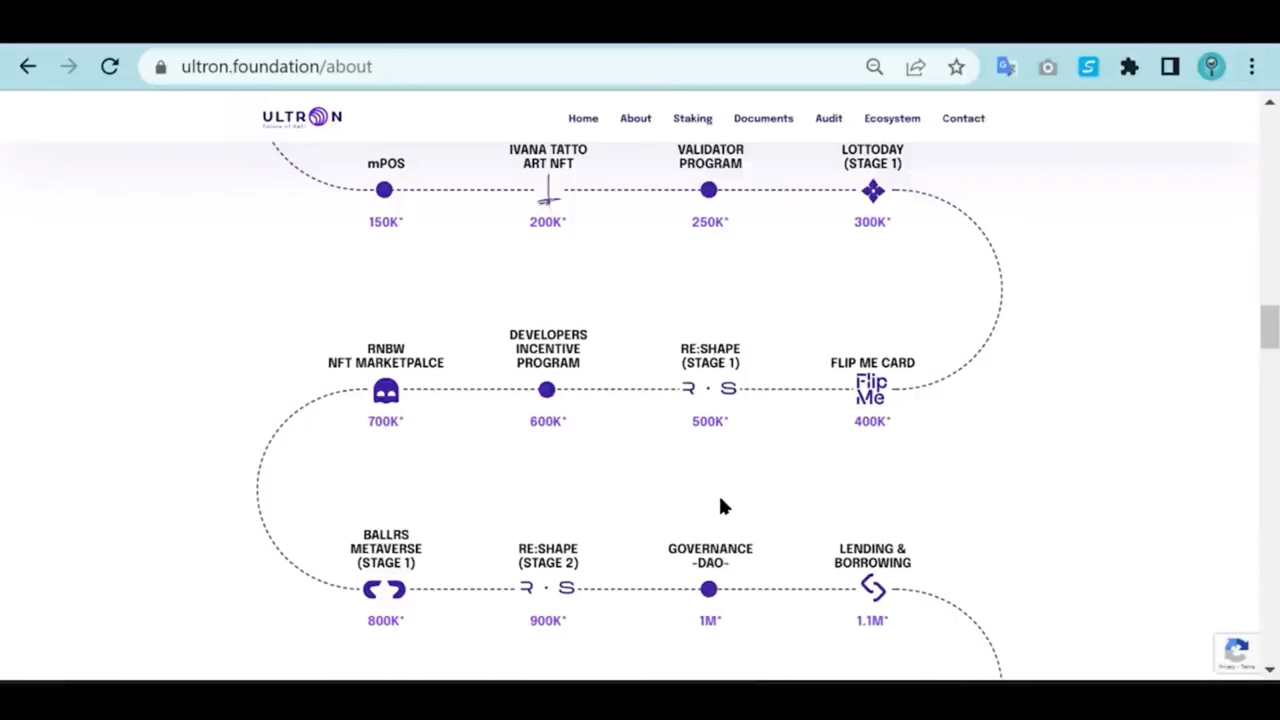 ultron.foundation/about
ULTRON
Home About Staking Documents Audit Ecosystem Contact
mPOS
IVANA TATTO
ART NFT
VALIDATOR
PROGRAM
LOTTODAY
(STAGE 1)
150K*
200K*
250K*
300K*
RNBW
NFT MARKETPALCE
DEVELOPERS
INCENTIVE
PROGRAM
RE:SHAPE
(STAGE 1)
FLIP ME CARD
R · S
Flip
Me
700K*
600K*
500K*
400K*
BALLRS
METAVERSE
(STAGE 1)
RE:SHAPE
(STAGE 2)
GOVERNANCE
-DAO-
LENDING &
BORROWING
R · S
800K*
900K*
1M*
1.1M*
Privacy - Terms